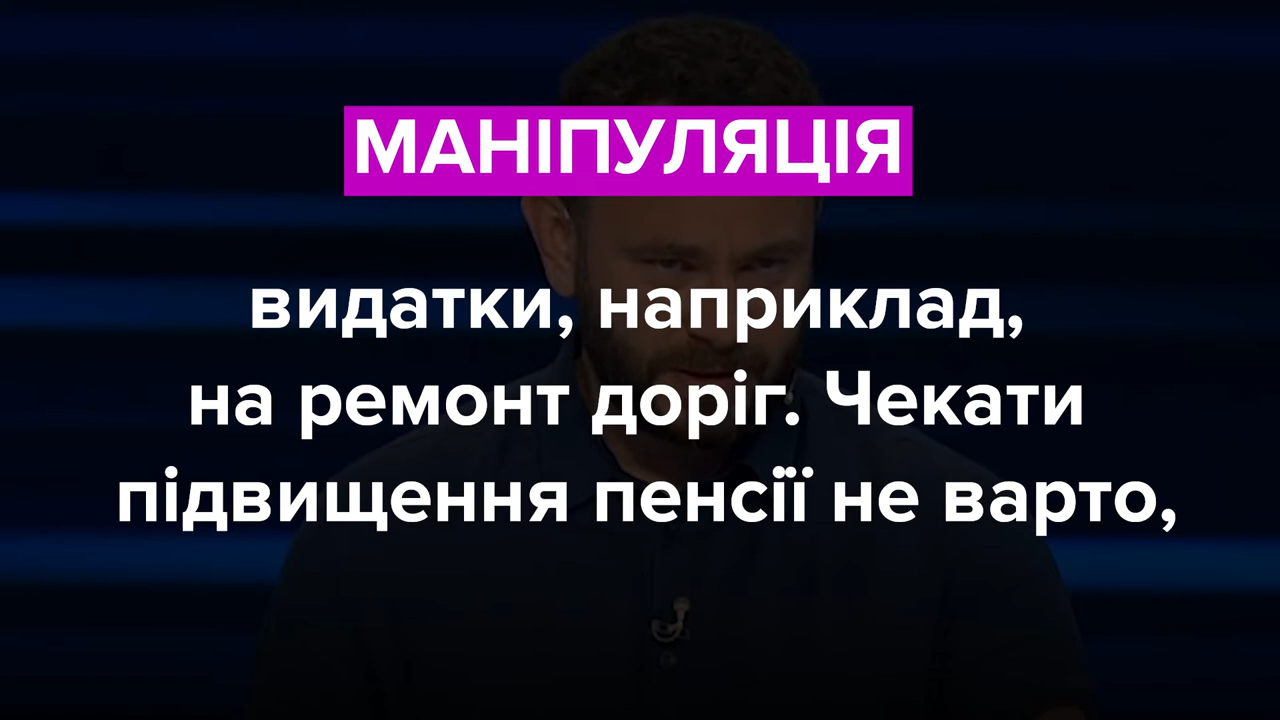 МАНІПУЛЯЦІЯ
видатки, наприклад,
на ремонт доріг. Чекати
підвищення пенсії не варто,